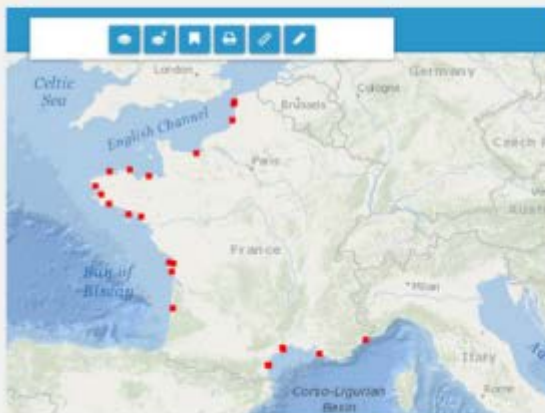 London
Germany
Celtic
Sea
Cologne
Brussels
English Channel
Paris
Czech
France
Bay of
Biscay
Milan
Italy
Corso-Ligurian
Basin
Rome